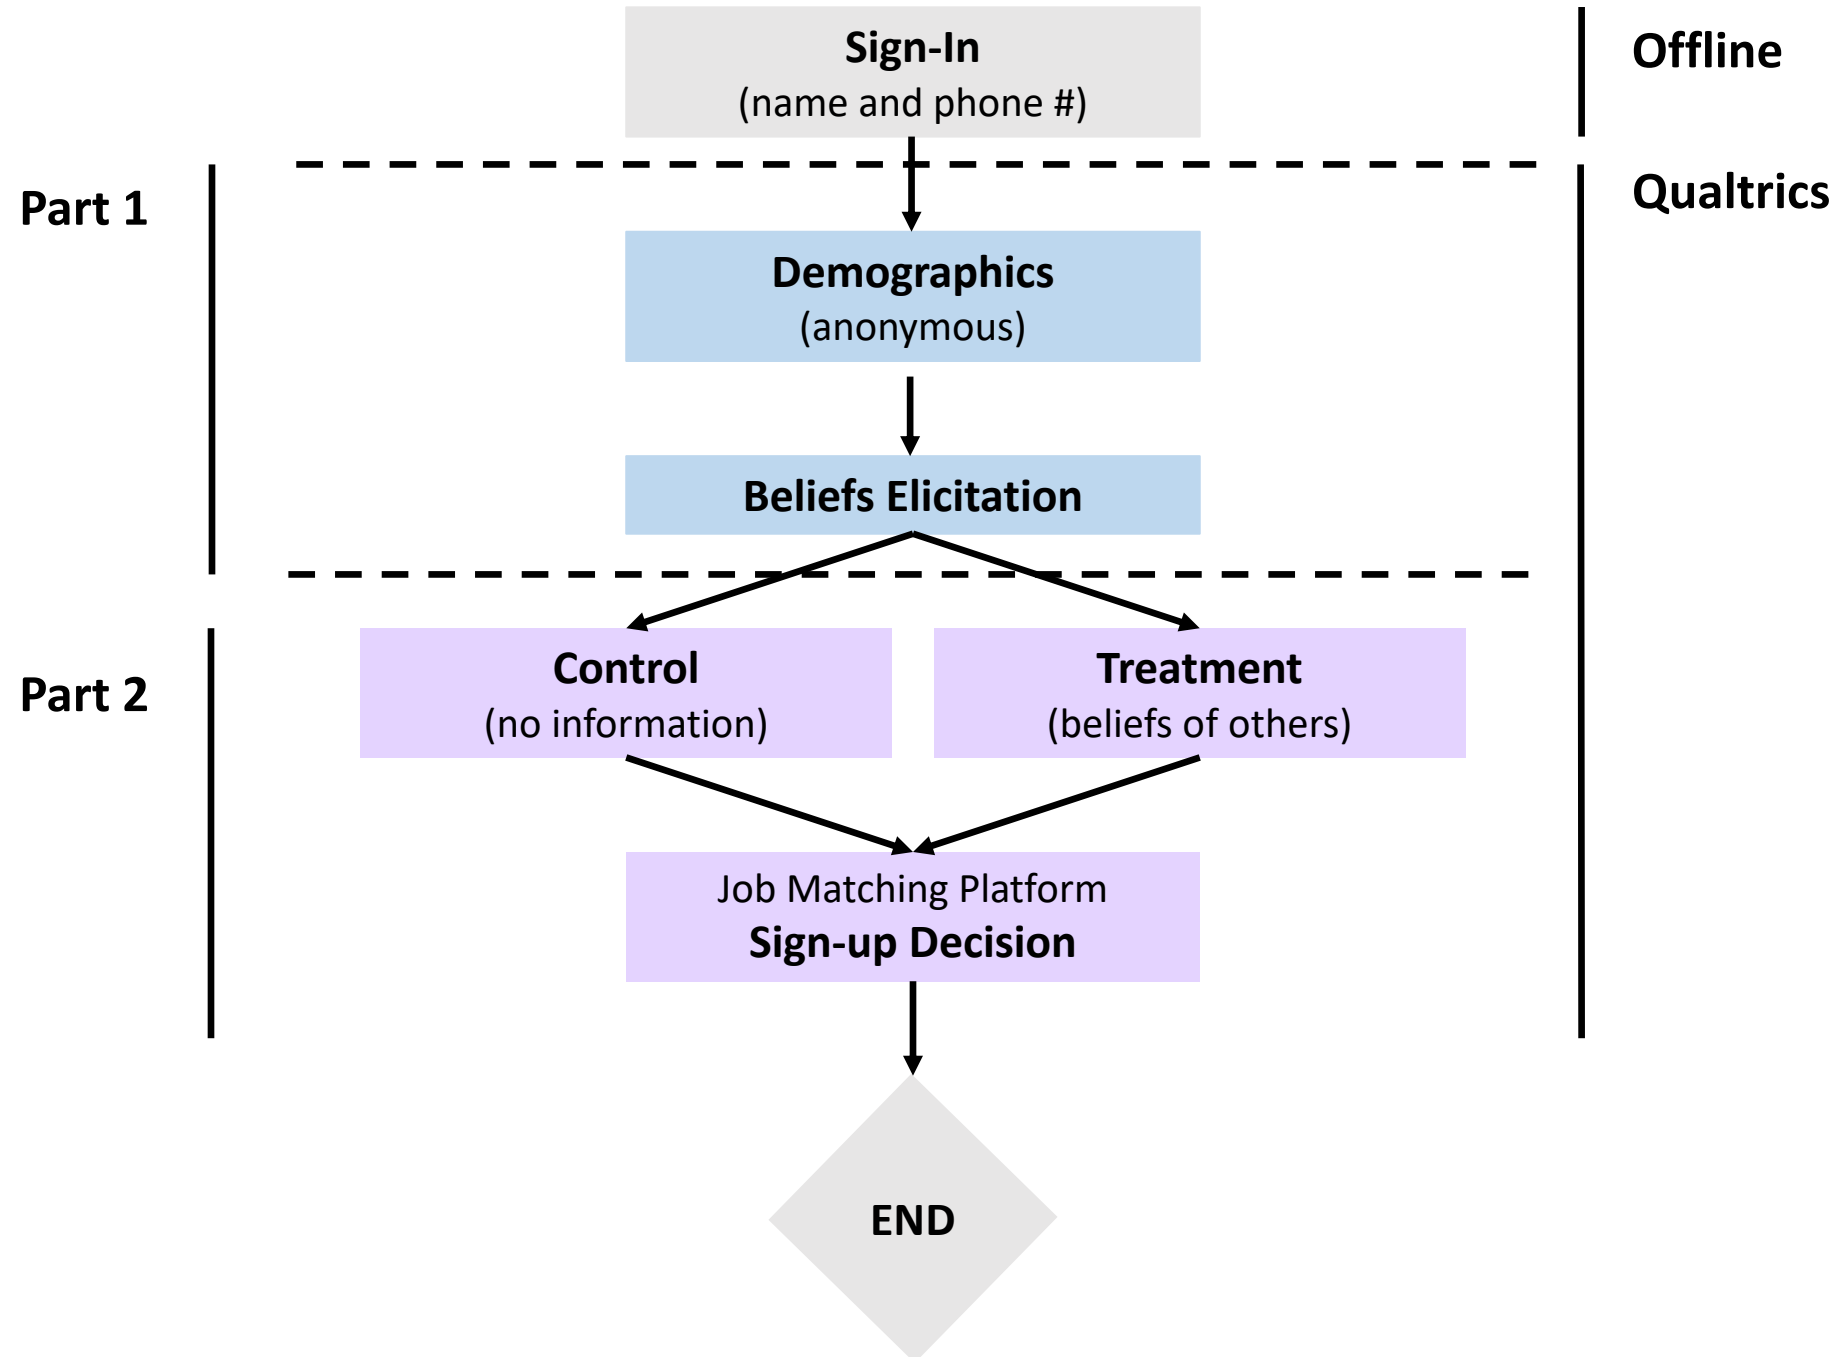 Sign-In
(name and phone #)
Offline
Qualtrics
Part 1
Demographics
(anonymous)
Beliefs Elicitation
Part 2
Control
(no information)
Treatment
(beliefs of others)
Job Matching Platform
Sign-up Decision
END